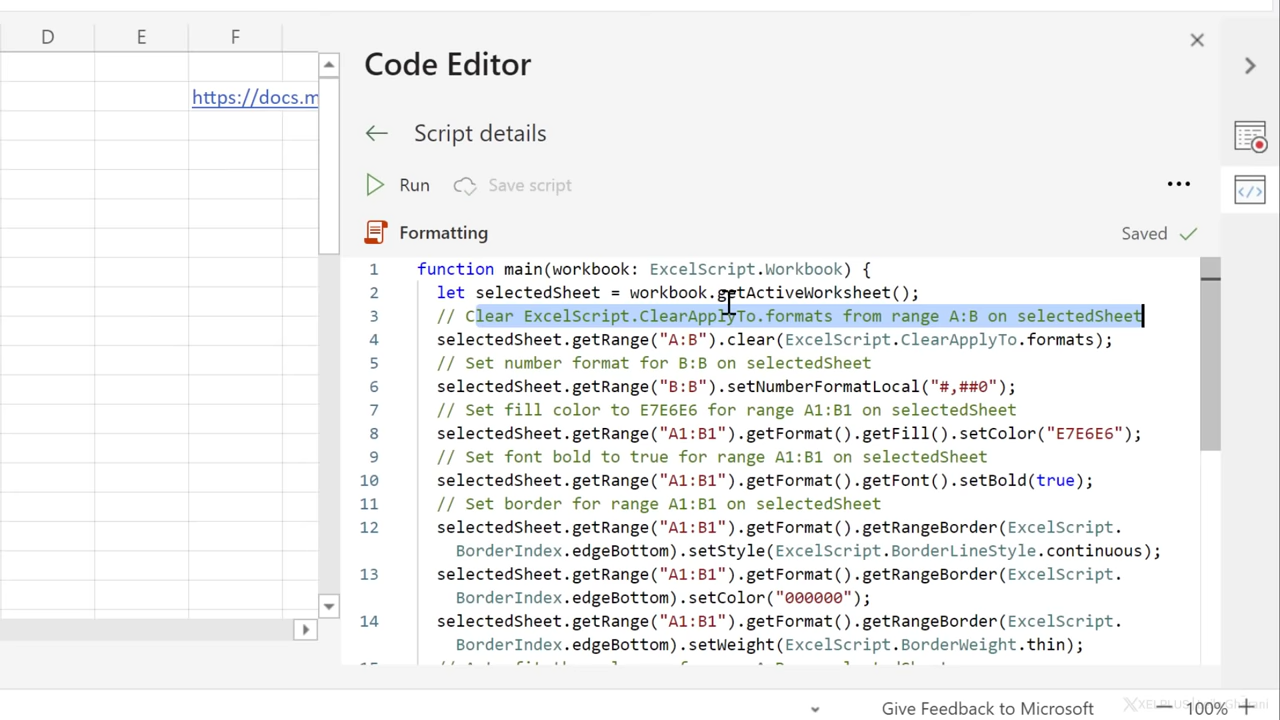 D E F
https://docs.m
Code Editor
Script details
Run Save script
Formatting
Saved
1 function main(workbook: ExcelScript.Workbook) {
2 let selectedSheet = workbook.getActiveWorksheet();
3 // Clear ExcelScript.ClearApplyTo.formats from range A:B on selectedSheet
4 selectedSheet.getRange("A:B").clear(ExcelScript.ClearApplyTo.formats);
5 // Set number format for B:B on selectedSheet
6 selectedSheet.getRange("B:B").setNumberFormatLocal("#,##0");
7 // Set fill color to E7E6E6 for range A1:B1 on selectedSheet
8 selectedSheet.getRange("A1:B1").getFormat().getFill().setColor("E7E6E6");
9 // Set font bold to true for range A1:B1 on selectedSheet
10 selectedSheet.getRange("A1:B1").getFormat().getFont().setBold(true);
11 // Set border for range A1:B1 on selectedSheet
12 selectedSheet.getRange("A1:B1").getFormat().getRangeBorder(ExcelScript.
BorderIndex.edgeBottom).setStyle(ExcelScript.BorderLineStyle.continuous);
13 selectedSheet.getRange("A1:B1").getFormat().getRangeBorder(ExcelScript.
BorderIndex.edgeBottom).setColor("000000");
14 selectedSheet.getRange("A1:B1").getFormat().getRangeBorder(ExcelScript.
BorderIndex.edgeBottom).setWeight(ExcelScript.BorderWeight.thin);
Give Feedback to Microsoft
100%